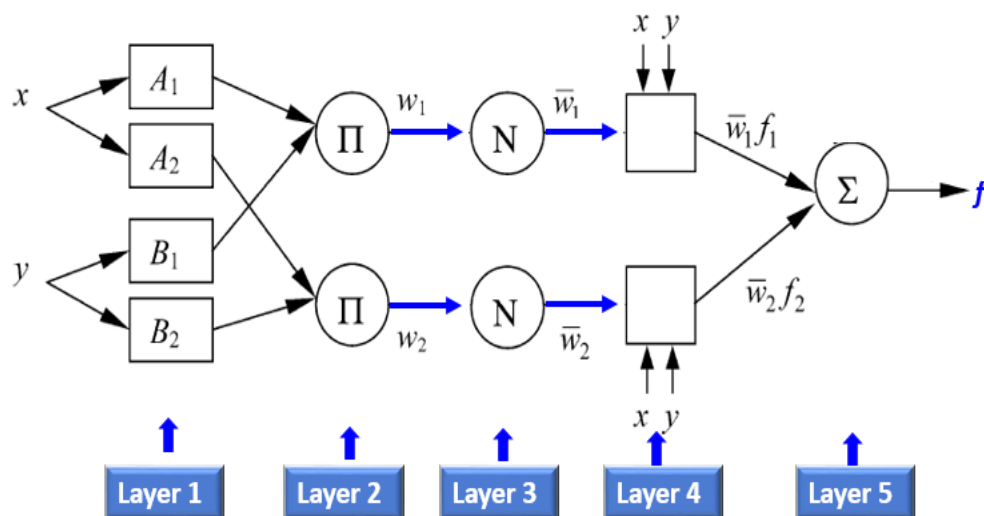 x y
x
A₁
w₁
w̅₁
Π
N
w̅₁f₁
A₂
Σ
f
y
B₁
B₂
Π
N
w̅₂f₂
w₂
w̅₂
x y
Layer 1
Layer 2
Layer 3
Layer 4
Layer 5